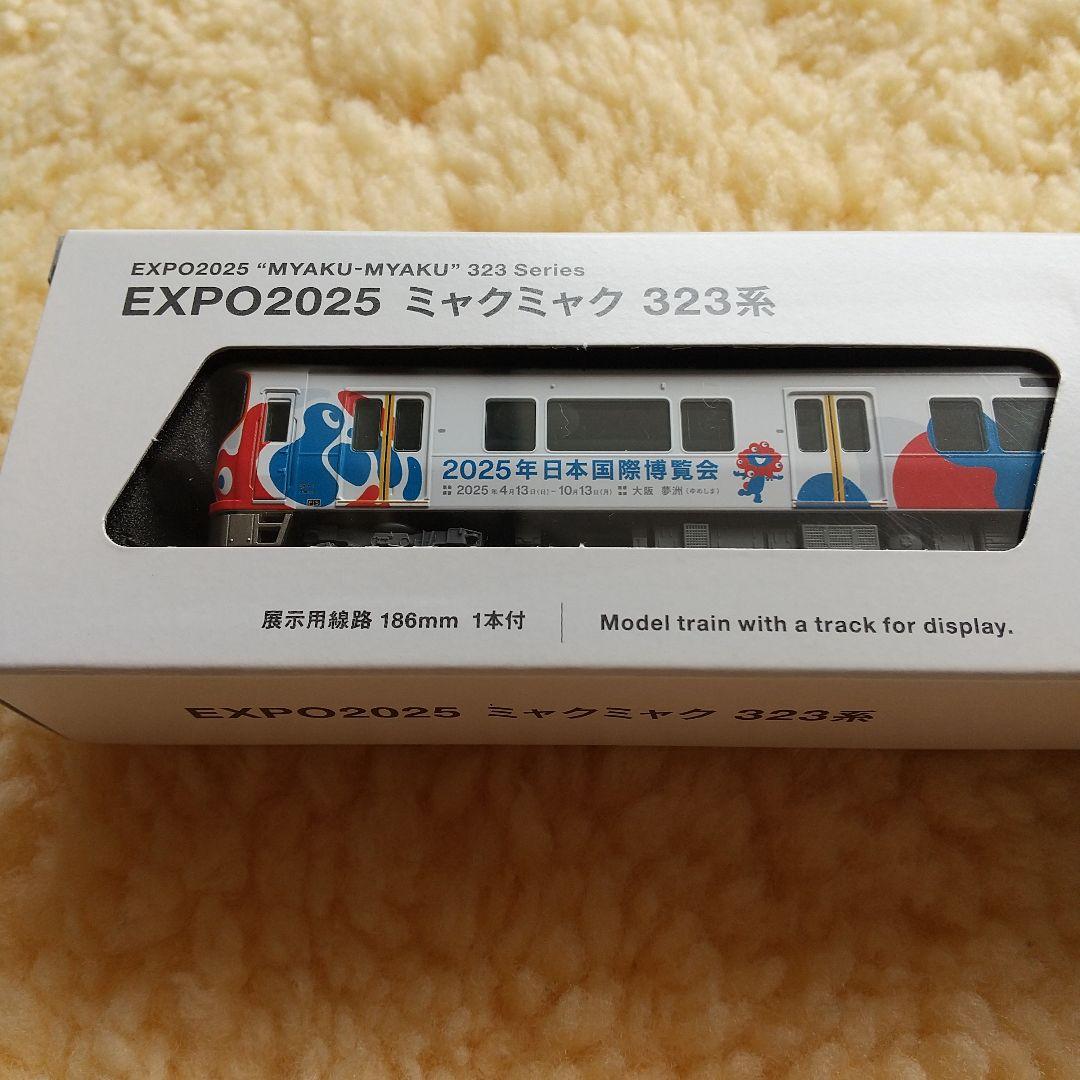 EXPO2025 “MYAKU-MYAKU” 323 Series
EXPO2025 ミャクミャク 323系
2025年日本国際博覧会
2025年4月13日(日)-10月13日(月) 大阪 夢洲(ゆめしま)
展示用線路 186mm 1本付
Model train with a track for display.
EXPO2025 ミャクミャク 323系